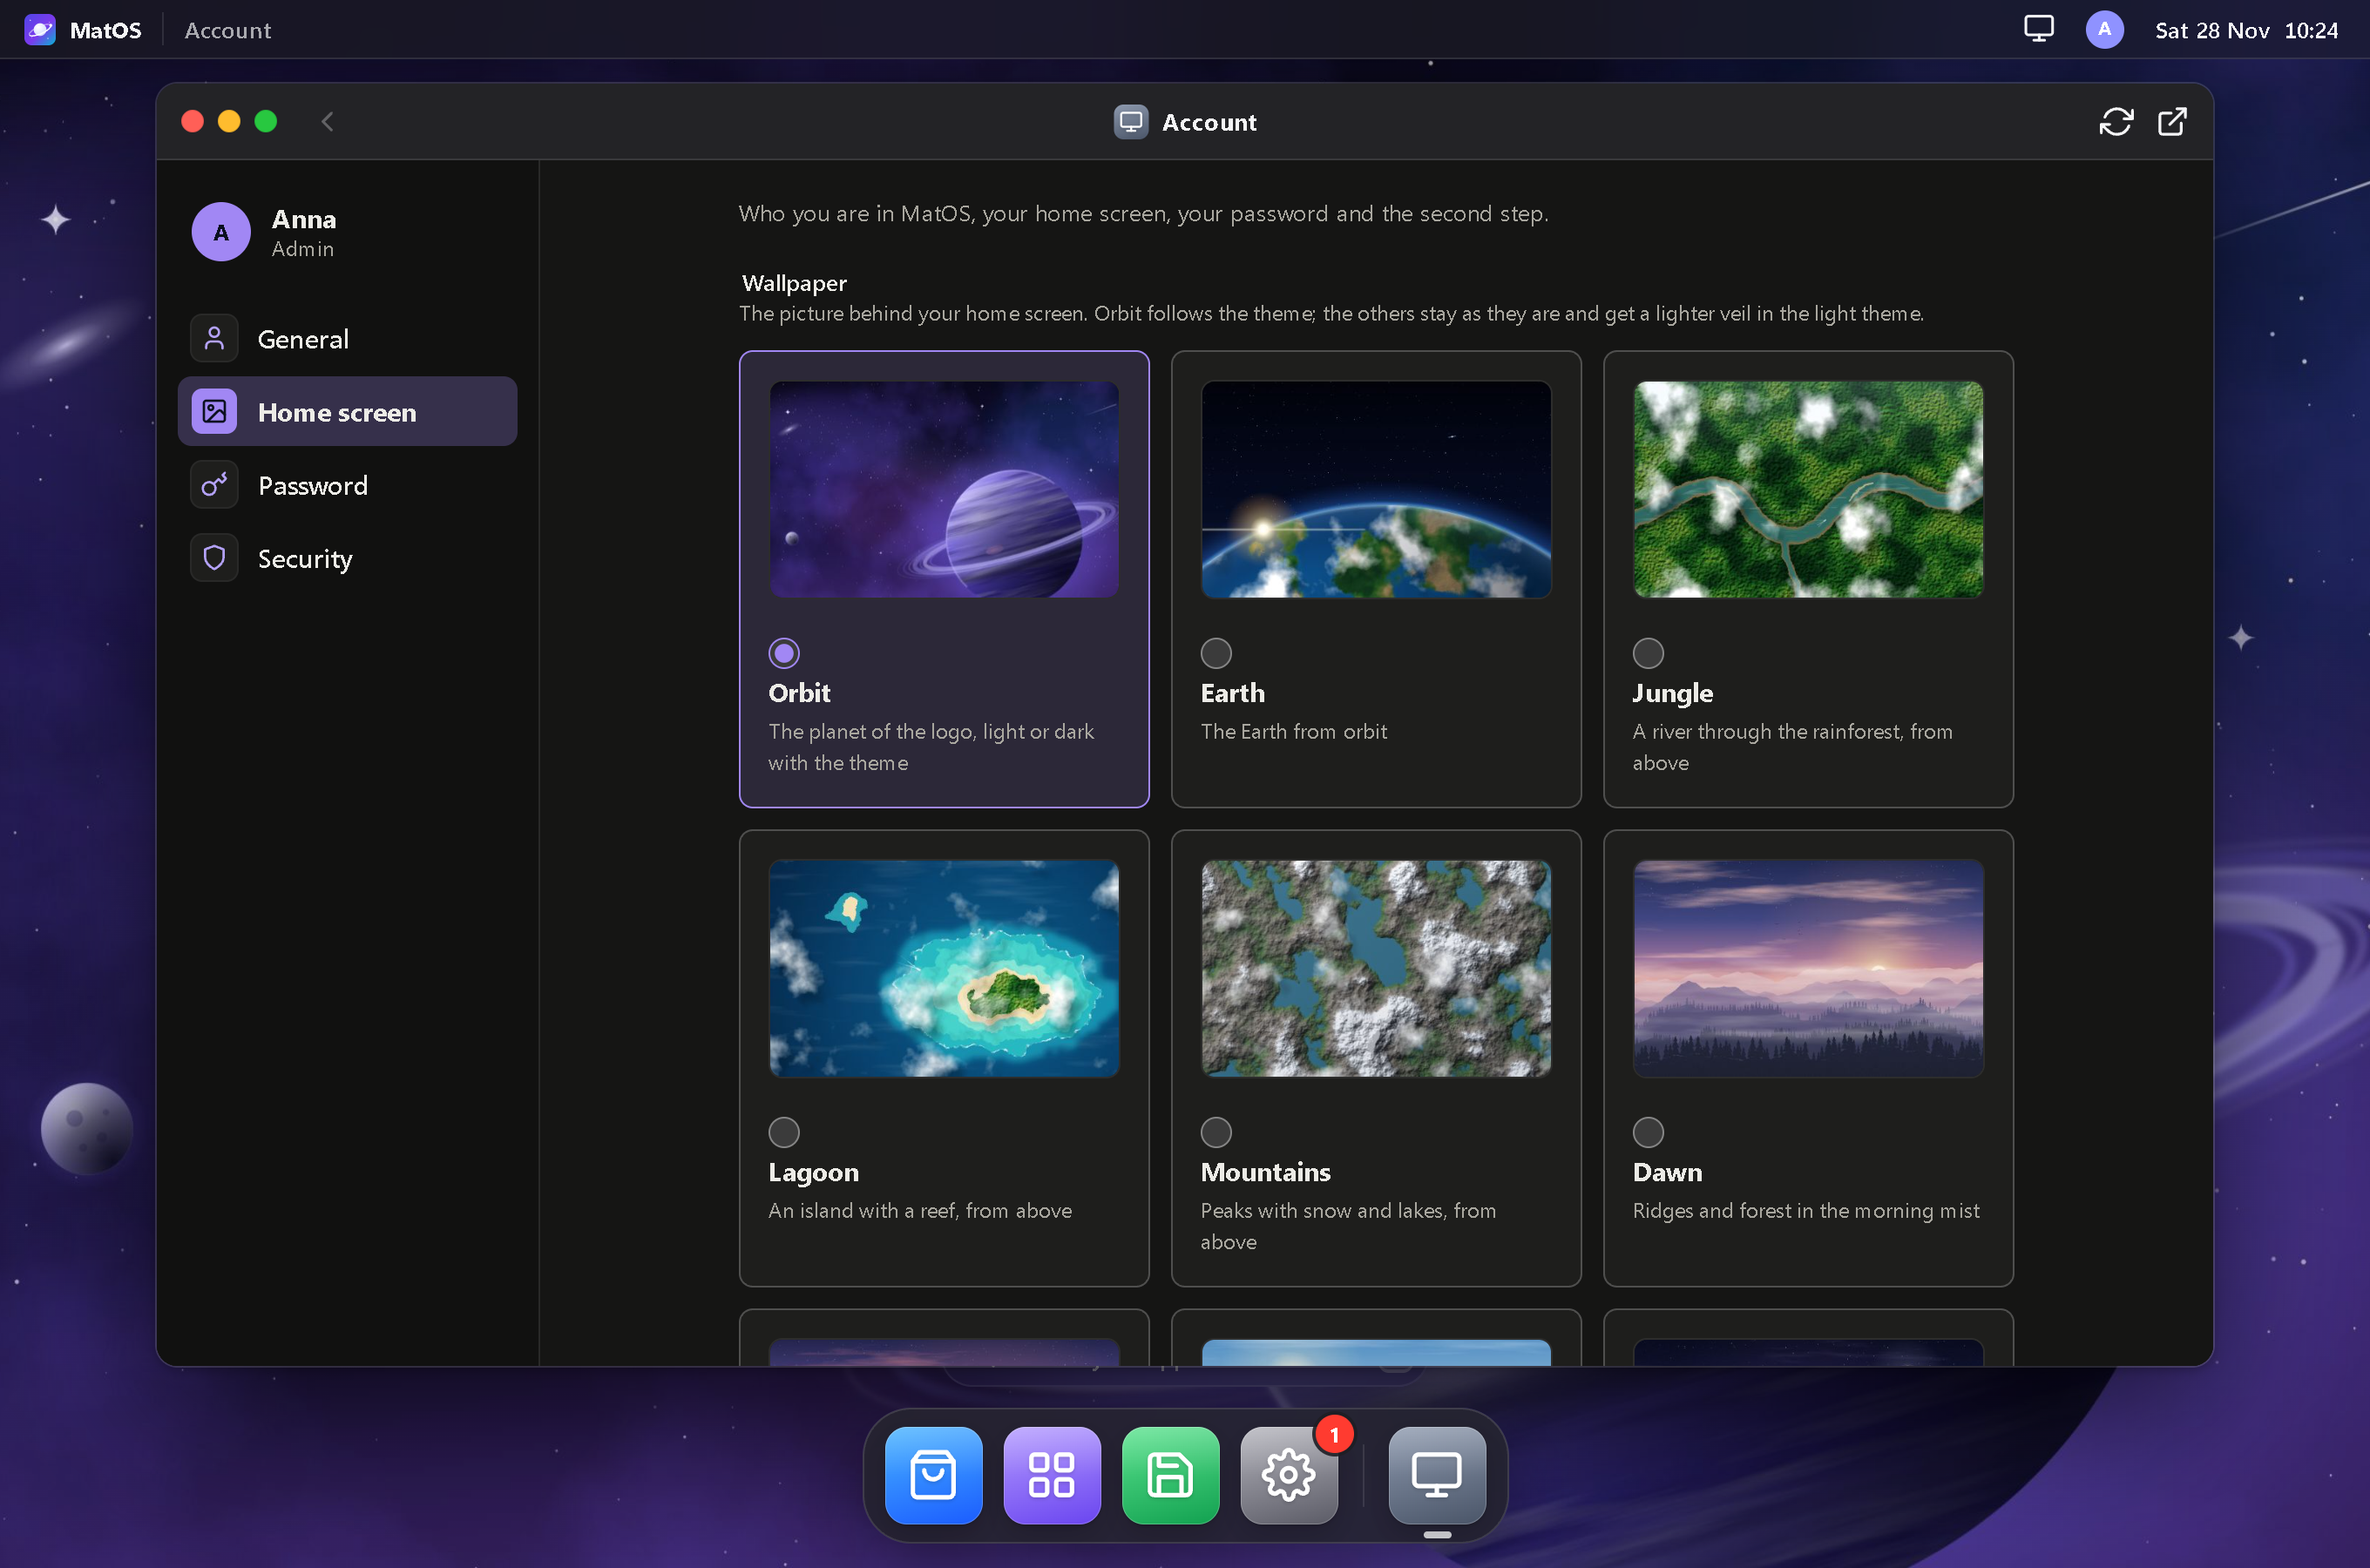 MatOS
Account
A
Sat 28 Nov 10:24
Account
A
Anna
Admin
General
Home screen
Password
Security
Who you are in MatOS, your home screen, your password and the second step.
Wallpaper
The picture behind your home screen. Orbit follows the theme; the others stay as they are and get a lighter veil in the light theme.
Orbit
The planet of the logo, light or dark
with the theme
Earth
The Earth from orbit
Jungle
A river through the rainforest, from
above
Lagoon
An island with a reef, from above
Mountains
Peaks with snow and lakes, from
above
Dawn
Ridges and forest in the morning mist
1